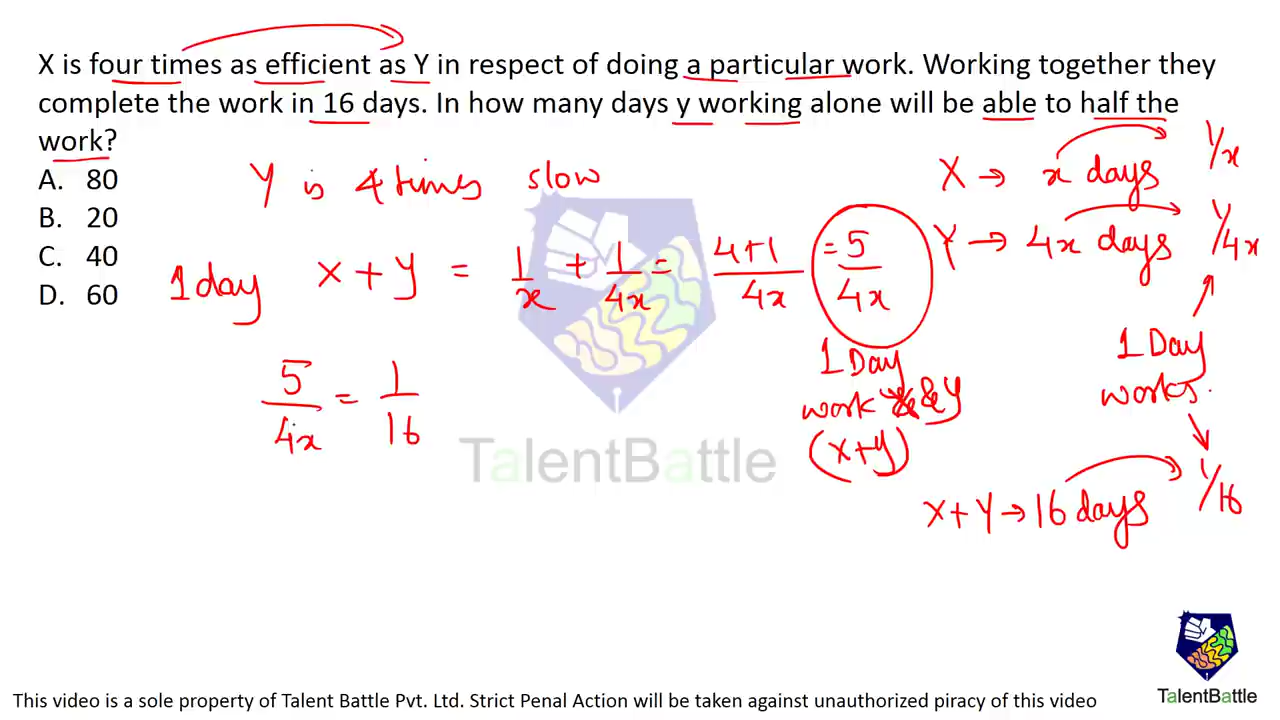 X is four times as efficient as Y in respect of doing a particular work. Working together they
complete the work in 16 days. In how many days y working alone will be able to half the
work?
A. 80
B. 20
C. 40
D. 60
Y is 4 times slow
X → x days 1/x
Y → 4x days 1/4x
1 day X + Y = 1/x + 1/4x = 4+1/4x = 5/4x
1 Day
work & Y
(X+Y)
1 Day
works.
5/4x = 1/16
X + Y → 16 days 1/16
TalentBattle
TalentBattle
This video is a sole property of Talent Battle Pvt. Ltd. Strict Penal Action will be taken against unauthorized piracy of this video